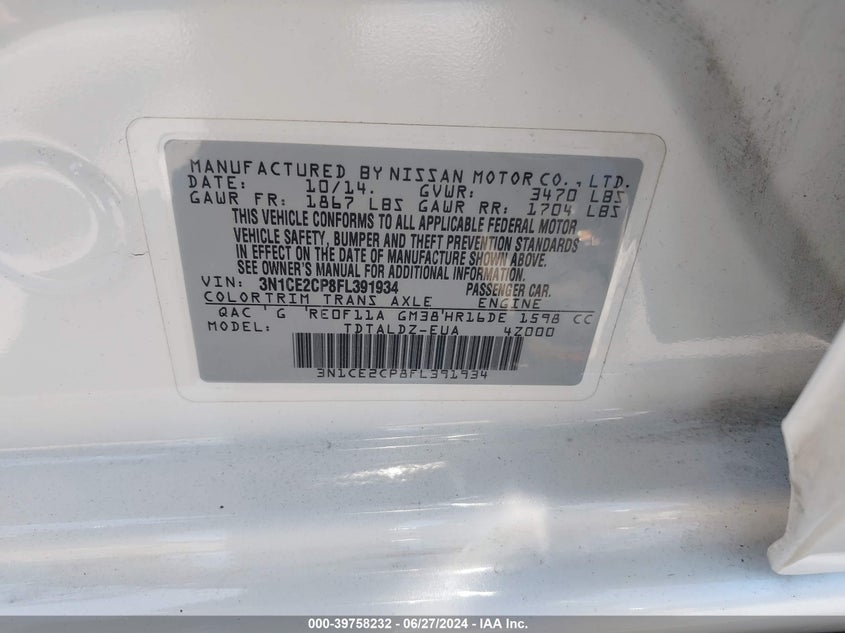 MANUFACTURED BY NISSAN MOTOR CO., LTD.
DATE: 10/14. GVWR: 3470 LBS
GAWR FR: 1867 LBS GAWR RR: 1704 LBS
THIS VEHICLE CONFORMS TO ALL APPLICABLE FEDERAL MOTOR
VEHICLE SAFETY, BUMPER AND THEFT PREVENTION STANDARDS
IN EFFECT ON THE DATE OF MANUFACTURE SHOWN ABOVE.
SEE OWNER'S MANUAL FOR ADDITIONAL INFORMATION.
VIN: 3N1CE2CP8FL391934 PASSENGER CAR.
COLORTRIM TRANS AXLE ENGINE
QAC 'G 'RE0F11A GM38'HR16DE 1598 CC
MODEL: TDTALDZ-EUA 4Z000
3N1CE2CP8FL391934
000-39758232 - 06/27/2024 - IAA Inc.